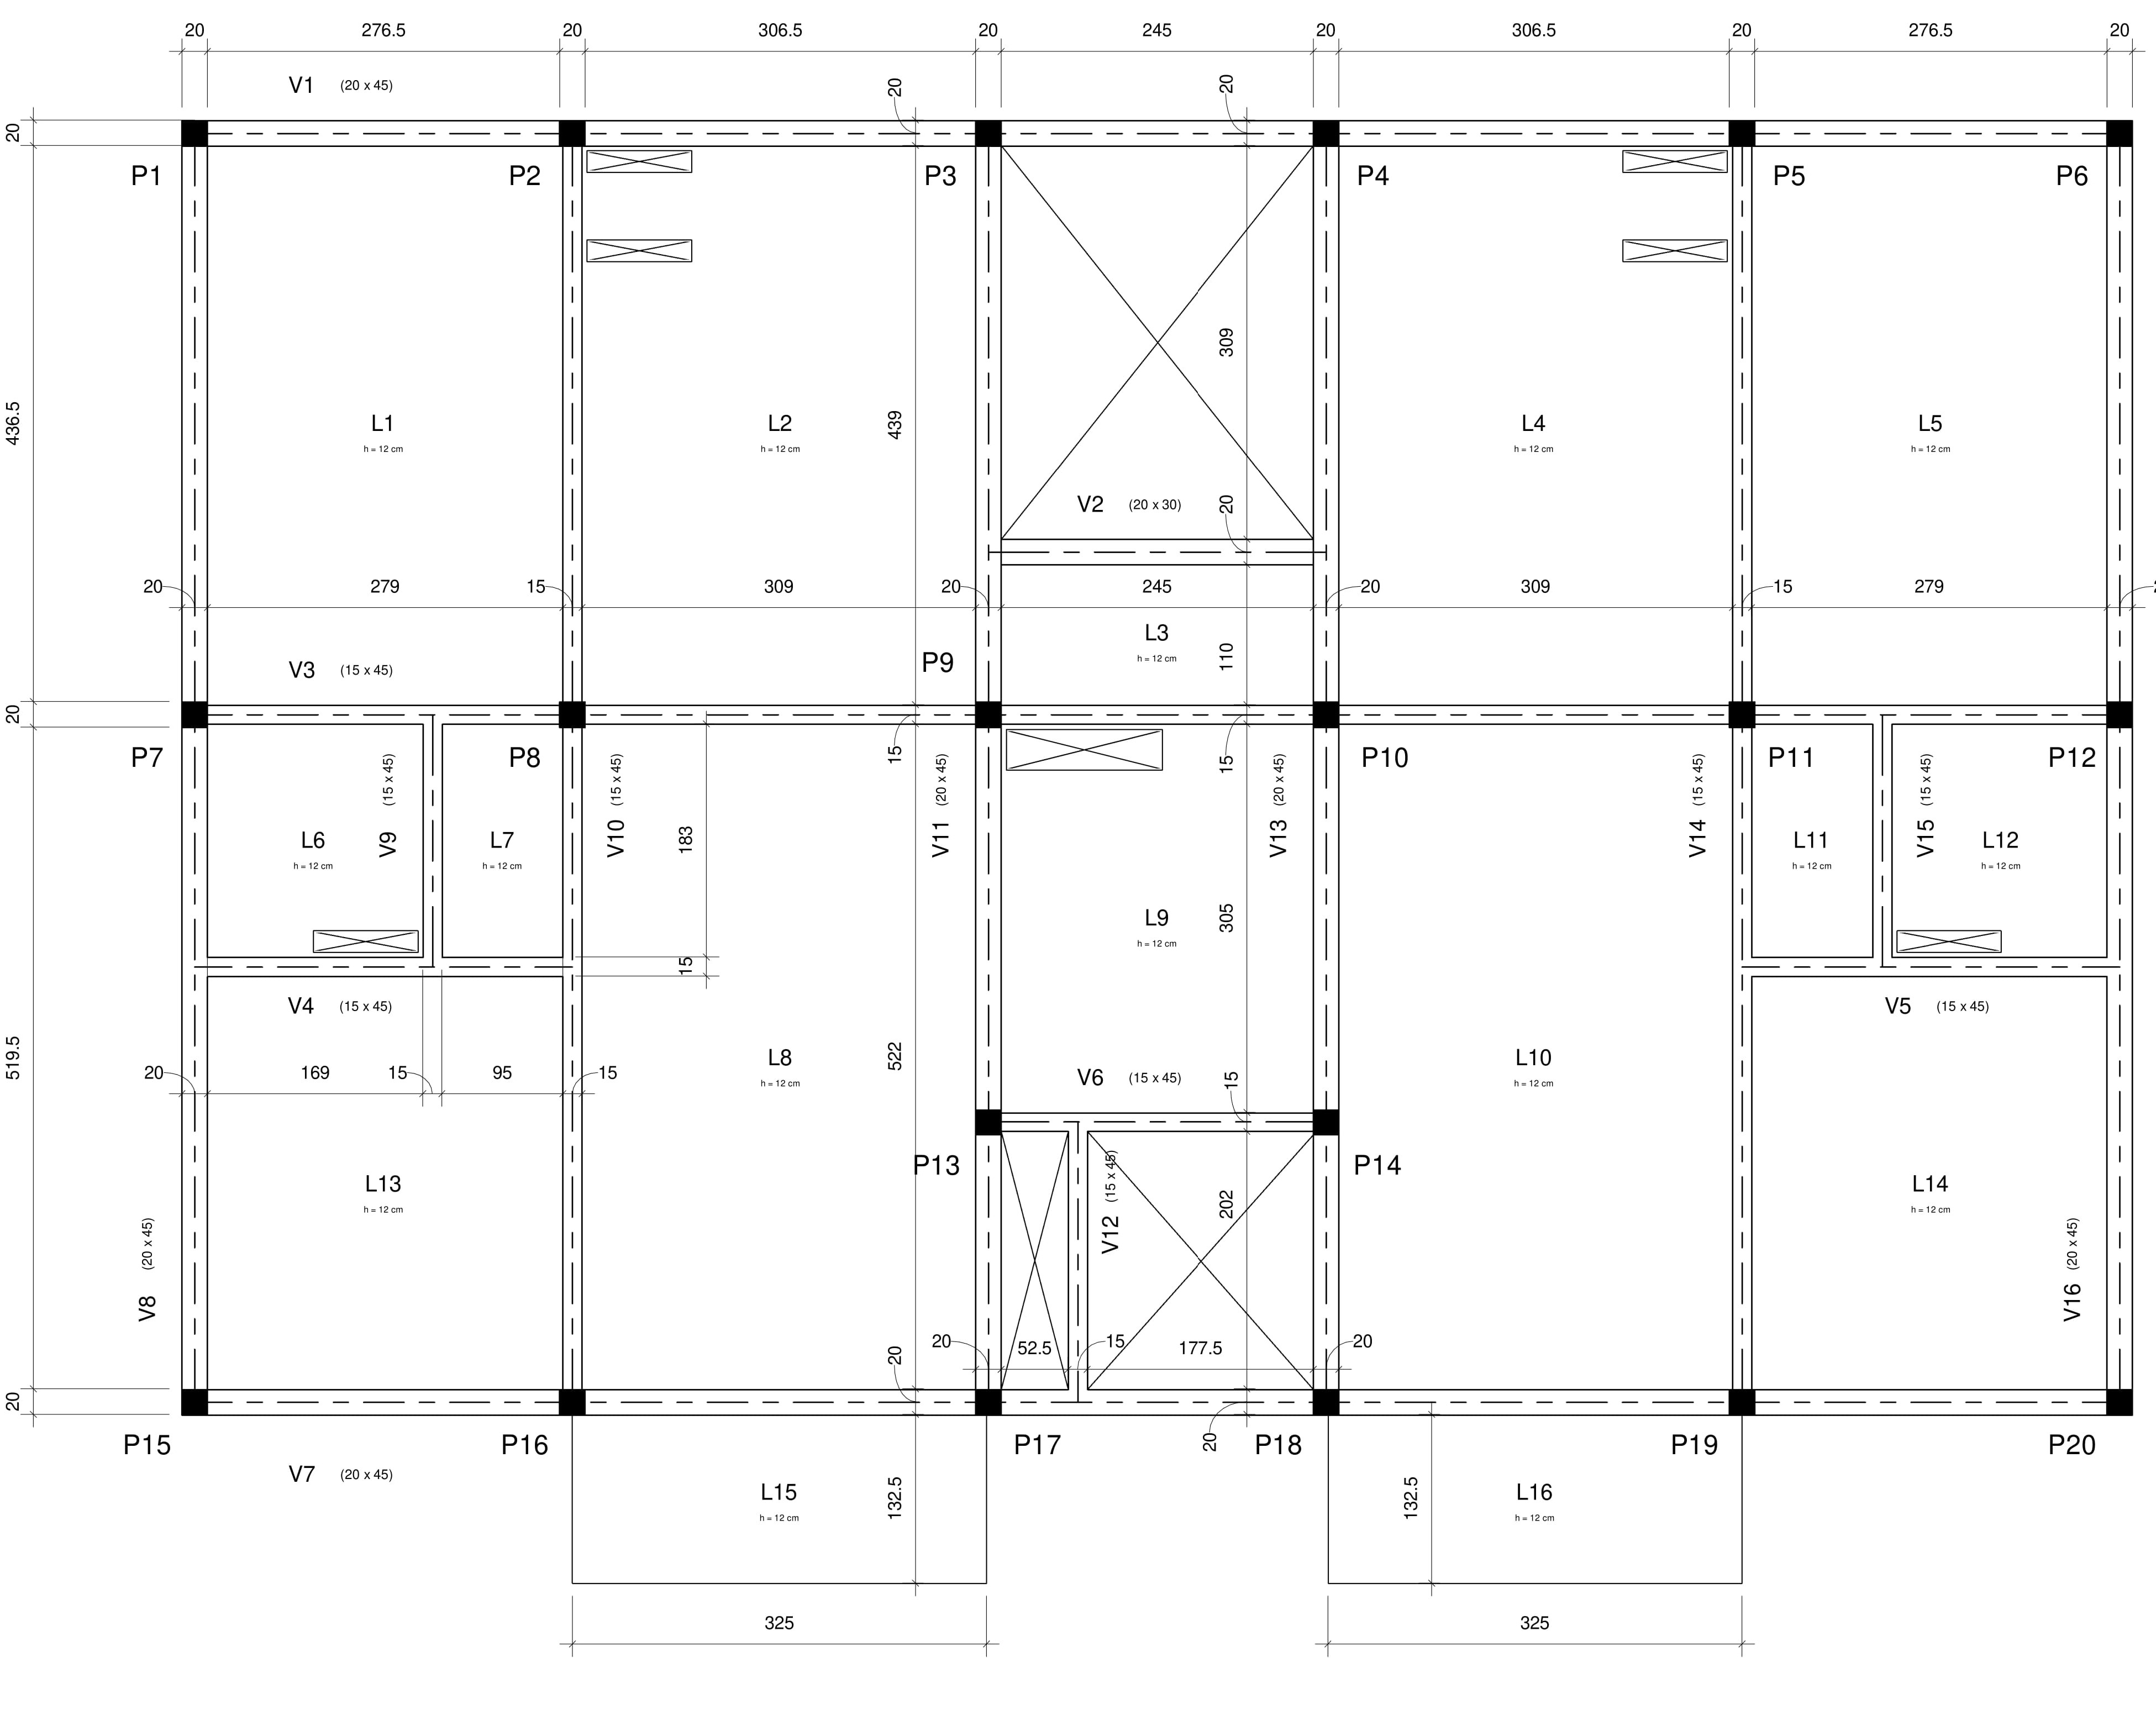 20 276.5 20 306.5 20 245 20 306.5 20 276.5 20
V1 (20 x 45)
20
20
20
P1
P2
P3
P4
P5
P6
436.5
309
L1
h = 12 cm
L2
h = 12 cm
439
L4
h = 12 cm
L5
h = 12 cm
V2 (20 x 30)
20
20 279 15 309 20 245 20 309 15 279
L3
h = 12 cm
110
V3 (15 x 45)
P9
20
15
15
P7
P8
P10
P11
P12
L6
h = 12 cm
V9 (15 x 45)
L7
h = 12 cm
V10 (15 x 45)
183
V11 (20 x 45)
V13 (20 x 45)
V14 (15 x 45)
L11
h = 12 cm
V15 (15 x 45)
L12
h = 12 cm
L9
h = 12 cm
305
15
V4 (15 x 45)
V5 (15 x 45)
519.5
L8
h = 12 cm
522
L10
h = 12 cm
V6 (15 x 45)
15
20 169 15 95 15
P13
P14
L13
h = 12 cm
V12 (15 x 45)
202
L14
h = 12 cm
V8 (20 x 45)
V16 (20 x 45)
20 52.5 15 177.5 20
20
20
20
P15
P16
P17
P18
P19
P20
V7 (20 x 45)
L15
h = 12 cm
132.5
132.5
L16
h = 12 cm
325
325